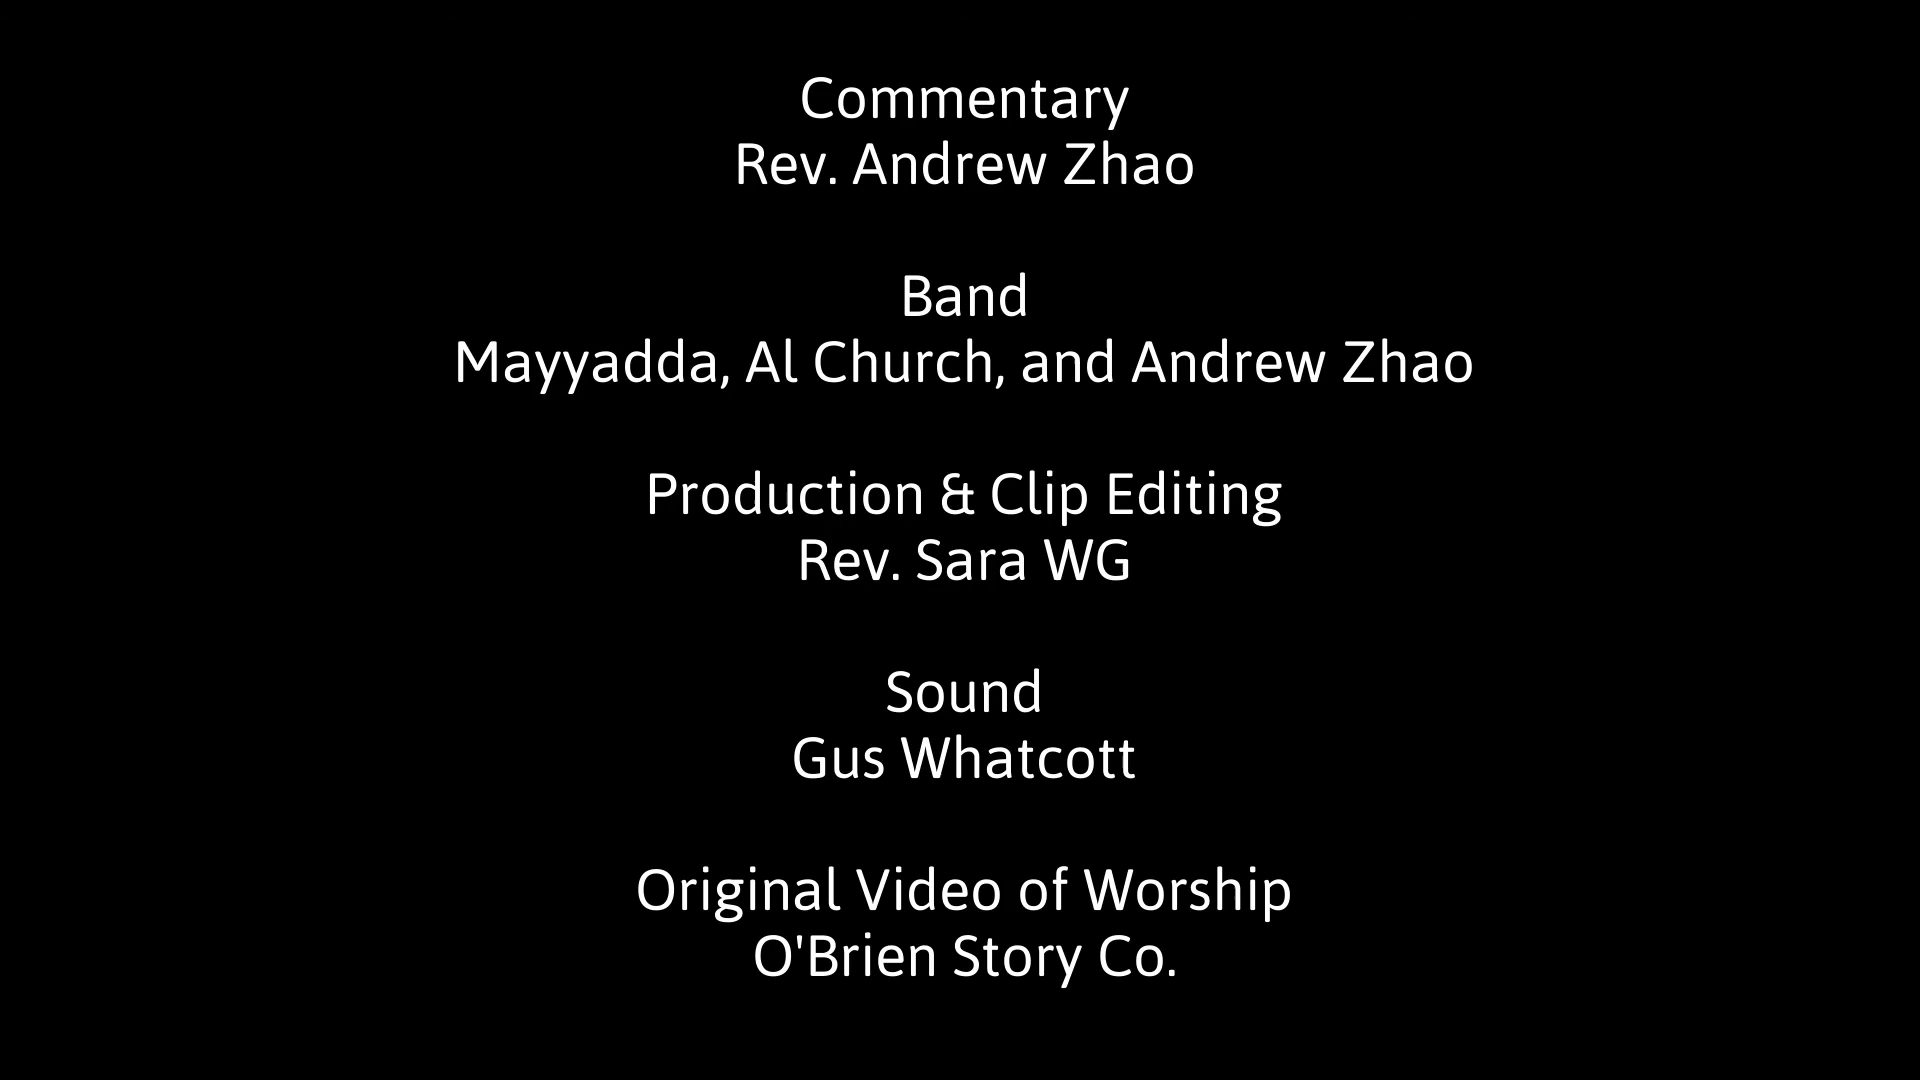 Commentary
Rev. Andrew Zhao
Band
Mayyadda, Al Church, and Andrew Zhao
Production & Clip Editing
Rev. Sara WG
Sound
Gus Whatcott
Original Video of Worship
O'Brien Story Co.